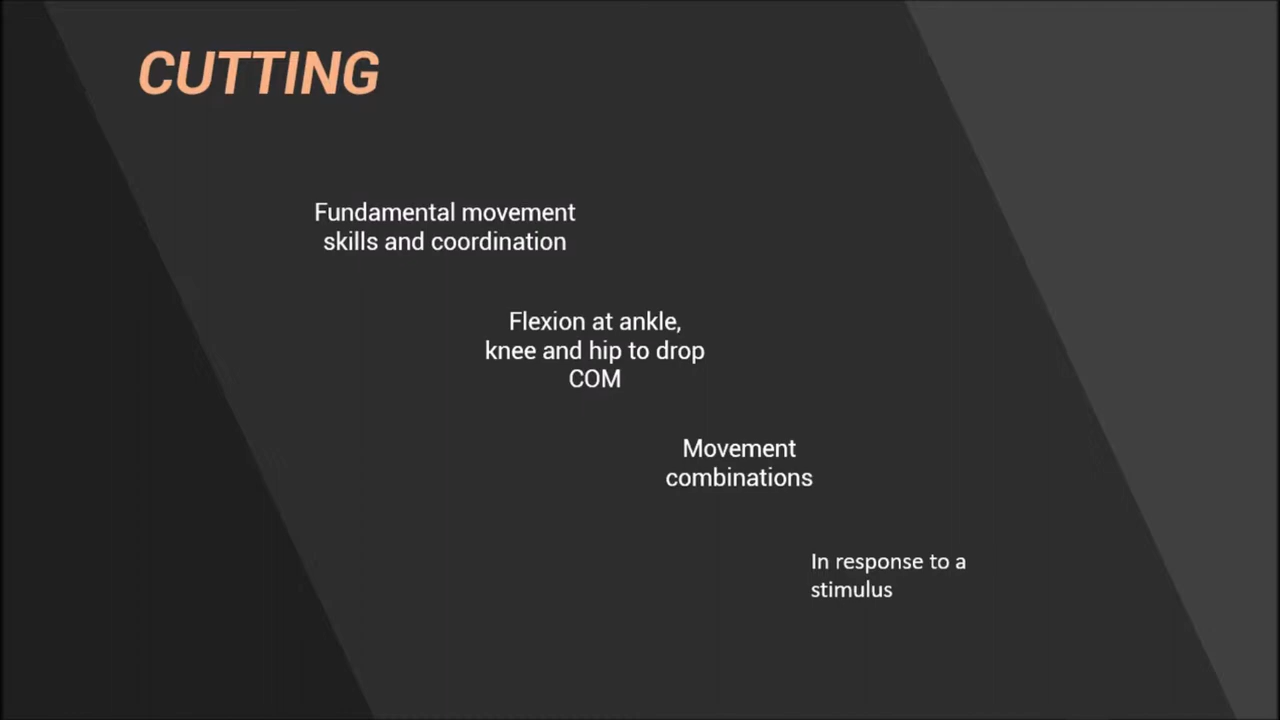 CUTTING
Fundamental movement
skills and coordination
Flexion at ankle,
knee and hip to drop
COM
Movement
combinations
In response to a
stimulus